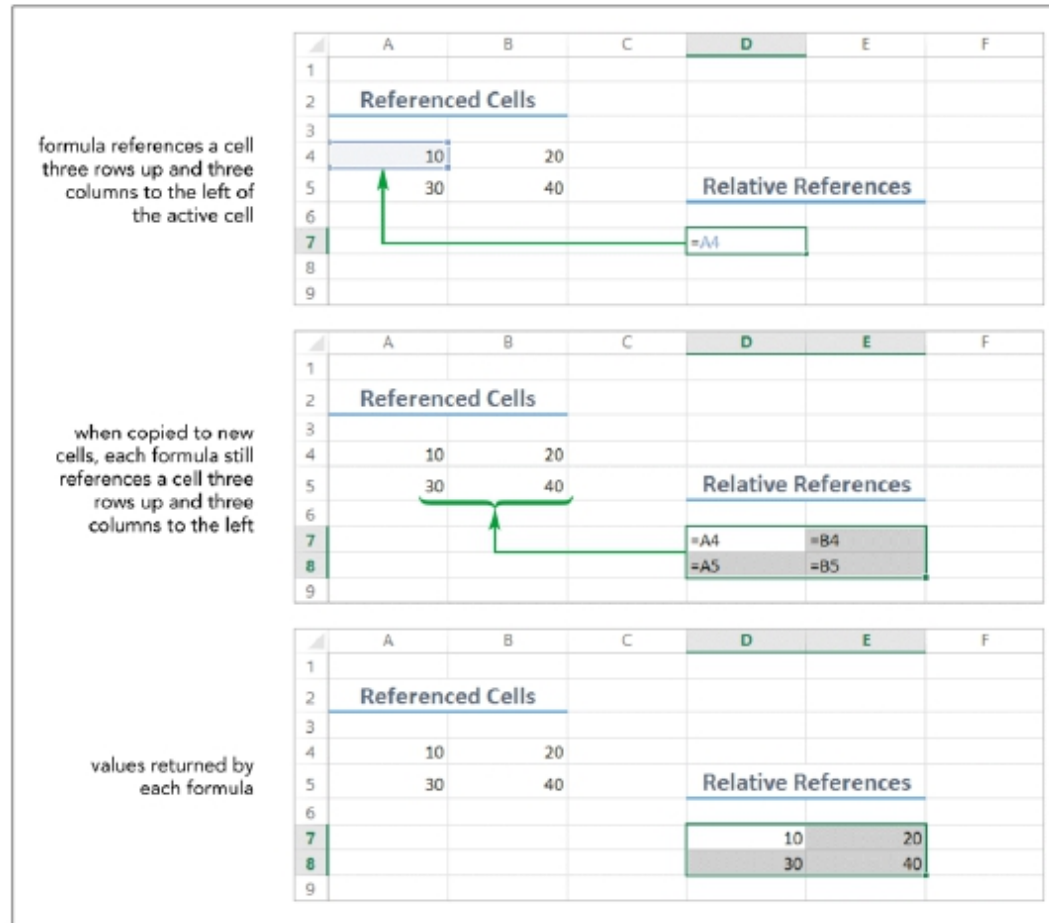 A B C D E F
1
2 Referenced Cells
3
formula references a cell
three rows up and three
columns to the left of
the active cell
4 10 20
5 30 40 Relative References
6
7 =A4
8
9
A B C D E F
1
2 Referenced Cells
3
when copied to new
cells, each formula still
references a cell three
rows up and three
columns to the left
4 10 20
5 30 40 Relative References
6
7 =A4 =B4
8 =A5 =B5
9
A B C D E F
1
2 Referenced Cells
3
values returned by
each formula
4 10 20
5 30 40 Relative References
6
7 10 20
8 30 40
9